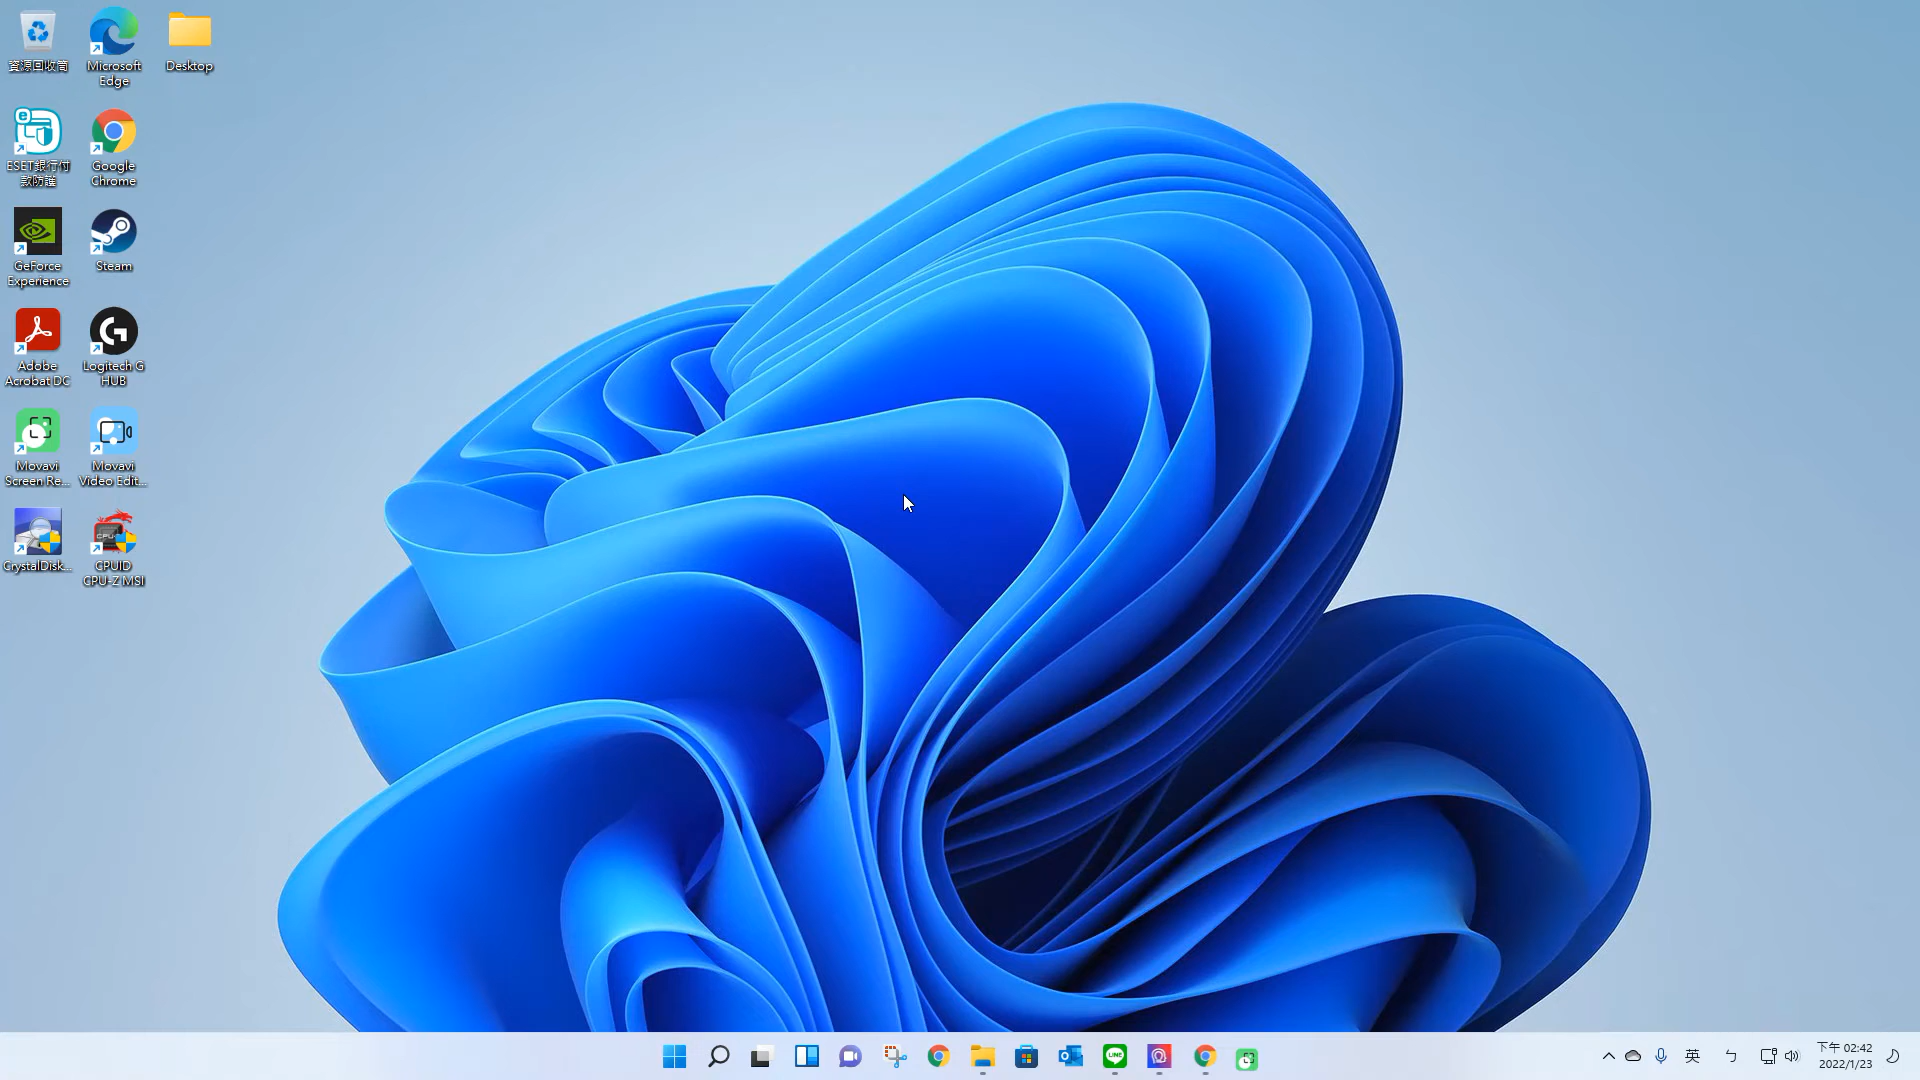 資源回收筒
Microsoft
Edge
Desktop
ESET銀行付
款防護
Google
Chrome
GeForce
Experience
Steam
Adobe
Acrobat DC
Logitech G
HUB
Movavi
Screen Re...
Movavi
Video Edit...
CrystalDisk...
CPUID
CPU-Z MSI
英
ㄅ
下午 02:42
2022/1/23